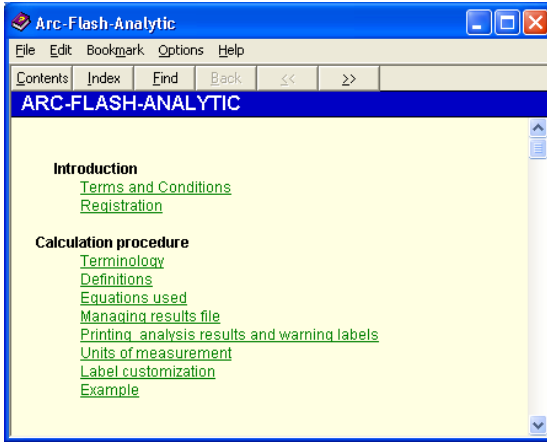 Arc-Flash-Analytic
File Edit Bookmark Options Help
Contents Index Find Back << >>
ARC-FLASH-ANALYTIC
Introduction
Terms and Conditions
Registration
Calculation procedure
Terminology
Definitions
Equations used
Managing results file
Printing analysis results and warning labels
Units of measurement
Label customization
Example